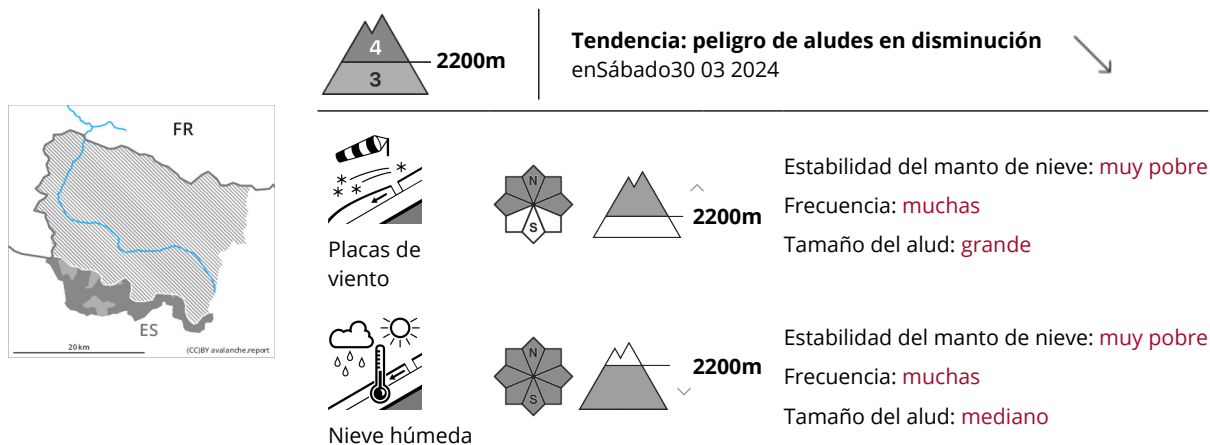 4
2200m
3
Tendencia: peligro de aludes en disminución
enSábado30 03 2024
FR
ES
20 km
(CC)BY avalanche.report
N
S
2200m
Placas de
viento
Estabilidad del manto de nieve: muy pobre
Frecuencia: muchas
Tamaño del alud: grande
N
S
2200m
Nieve húmeda
Estabilidad del manto de nieve: muy pobre
Frecuencia: muchas
Tamaño del alud: mediano